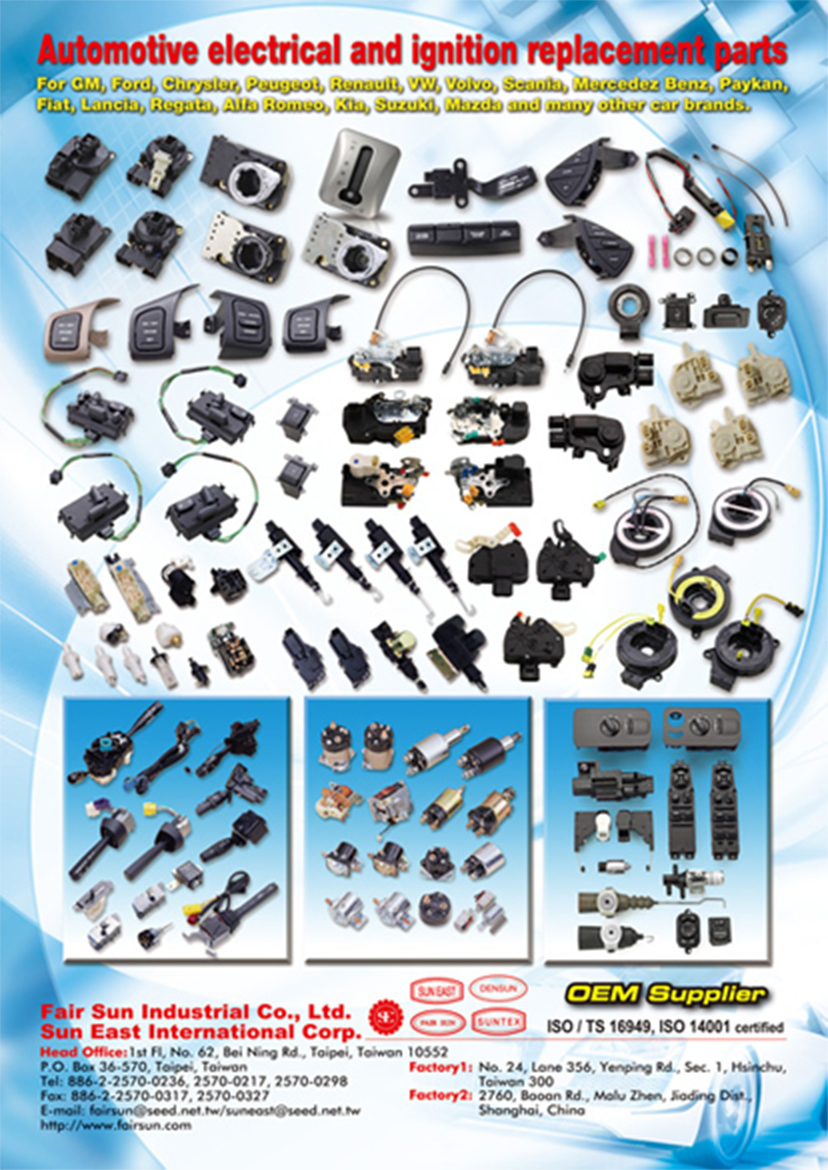 Automotive electrical and ignition replacement parts
For GM, Ford, Chrysler, Peugeot, Renault, VW, Volvo, Scania, Mercedez Benz, Paykan,
Fiat, Lancia, Regata, Alfa Romeo, Kia, Suzuki, Mazda and many other car brands.
SUN EAST
DENSUN
FAIR SUN
SUNTEX
OEM Supplier
ISO / TS 16949, ISO 14001 certified
Fair Sun Industrial Co., Ltd.
Sun East International Corp.
SE
Head Office: 1st Fl, No. 62, Bei Ning Rd., Taipei, Taiwan 10552
P.O. Box 36-570, Taipei, Taiwan
Tel: 886-2-2570-0236, 2570-0217, 2570-0298
Fax: 886-2-2570-0317, 2570-0327
E-mail: fairsun@seed.net.tw/suneast@seed.net.tw
http://www.fairsun.com
Factory1: No. 24, Lane 356, Yenping Rd., Sec. 1, Hsinchu,
Taiwan 300
Factory2: 2760, Baoan Rd., Malu Zhen, Jiading Dist.,
Shanghai, China